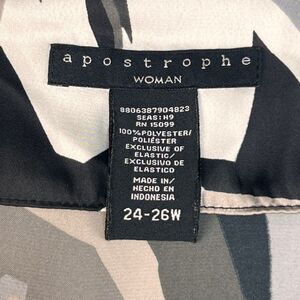 apostrophe
WOMAN
8806387904823
SEAS: H9
RN 15099
100%POLYESTER/
POLIÉSTER
EXCLUSIVE OF
ELASTIC/
EXCLUSIVO DE
ELÁSTICO
MADE IN/
HECHO EN
INDONESIA
24-26W